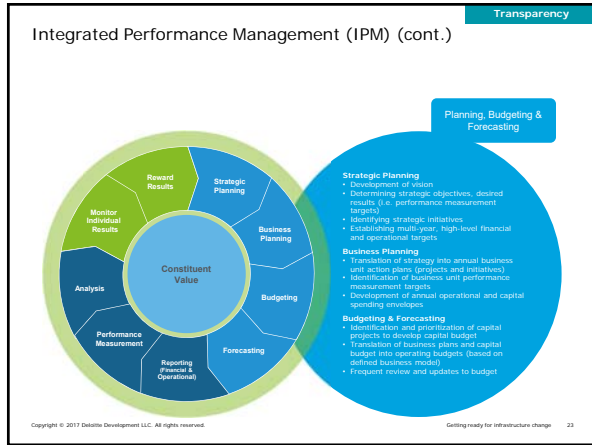 Transparency
Integrated Performance Management (IPM) (cont.)
Planning, Budgeting &
Forecasting
Reward
Results
Strategic
Planning
Monitor
Individual
Results
Business
Planning
Constituent
Value
Analysis
Budgeting
Performance
Measurement
Forecasting
Reporting
(Financial &
Operational)
Strategic Planning
• Development of vision
• Determining strategic objectives, desired
results (i.e. performance measurement
targets)
• Identifying strategic initiatives
• Establishing multi-year, high-level financial
and operational targets
Business Planning
• Translation of strategy into annual business
unit action plans (projects and initiatives)
• Identification of business unit performance
measurement targets
• Development of annual operational and capital
spending envelopes
Budgeting & Forecasting
• Identification and prioritization of capital
projects to develop capital budget
• Translation of business plans and capital
budget into operating budgets (based on
defined business model)
• Frequent review and updates to budget
Copyright © 2017 Deloitte Development LLC. All rights reserved.
Getting ready for infrastructure change 23